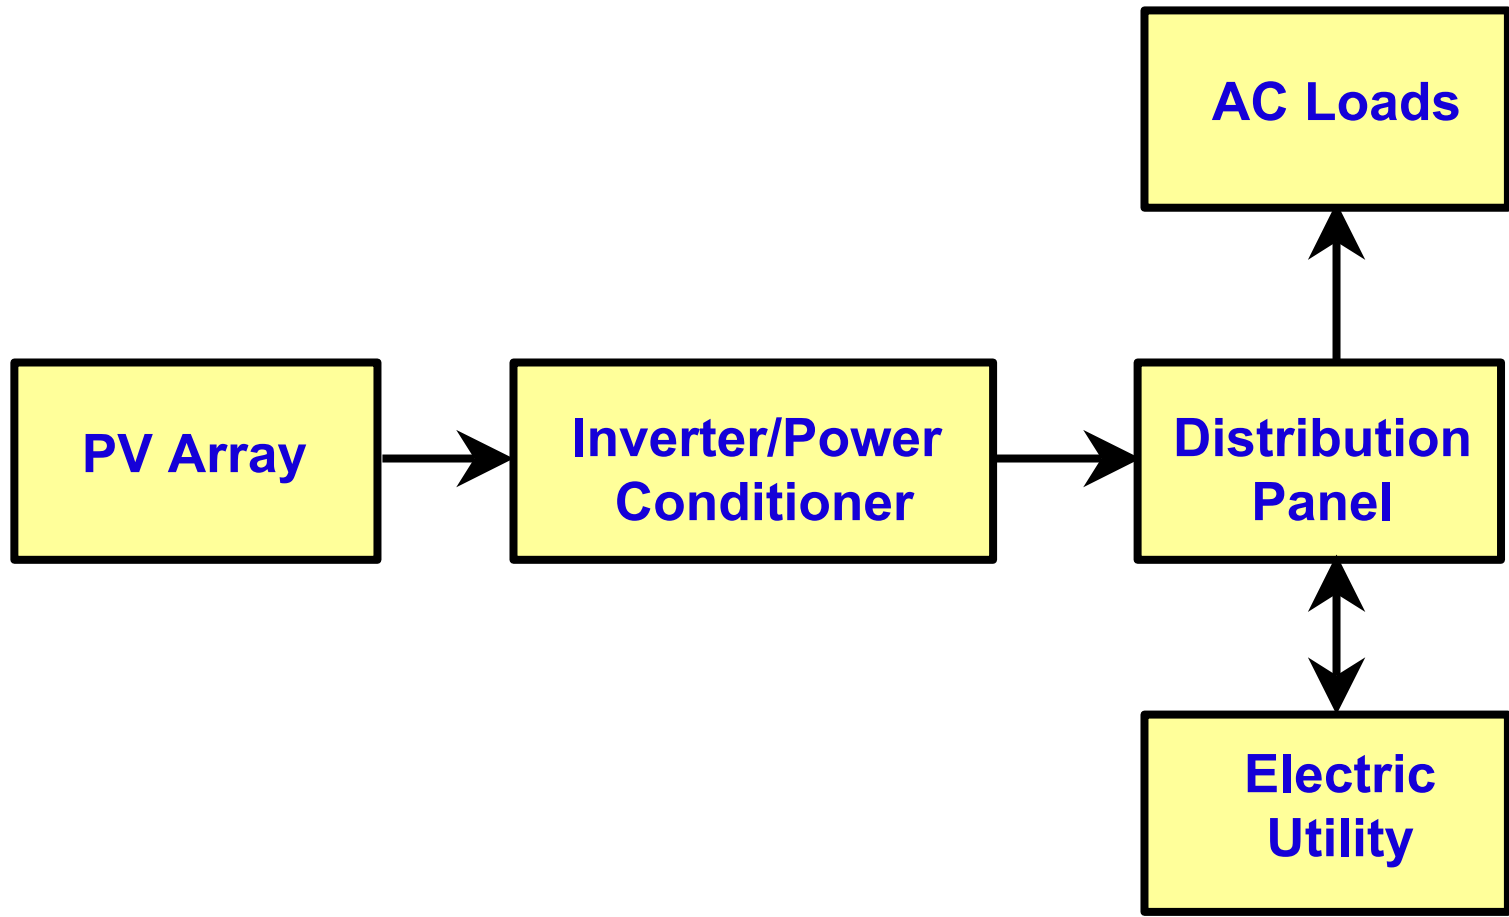 AC Loads
PV Array
Inverter/Power
Conditioner
Distribution
Panel
Electric
Utility